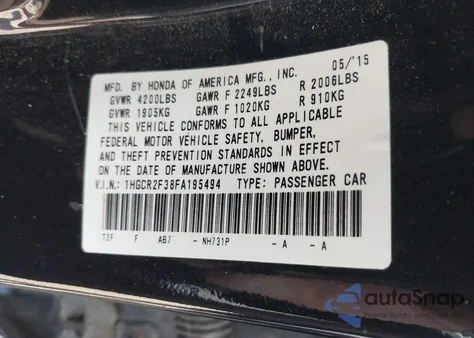 MFD. BY HONDA OF AMERICA MFG., INC. 05/'15
GVWR 4200LBS GAWR F 2249LBS R 2006LBS
GVWR 1905KG GAWR F 1020KG R 910KG
THIS VEHICLE CONFORMS TO ALL APPLICABLE
FEDERAL MOTOR VEHICLE SAFETY, BUMPER,
AND THEFT PREVENTION STANDARDS IN EFFECT
ON THE DATE OF MANUFACTURE SHOWN ABOVE.
V.I.N.: 1HGCR2F38FA195494 TYPE: PASSENGER CAR
T2F F AB7 - NH731P - A - A
autoSnap